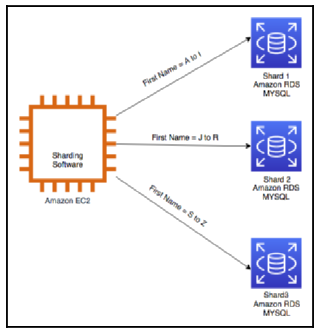 First Name = A to I
Shard 1
Amazon RDS
MYSQL
Sharding
Software
Amazon EC2
First Name = J to R
Shard 2
Amazon RDS
MYSQL
First Name = S to Z
Shard3
Amazon RDS
MYSQL